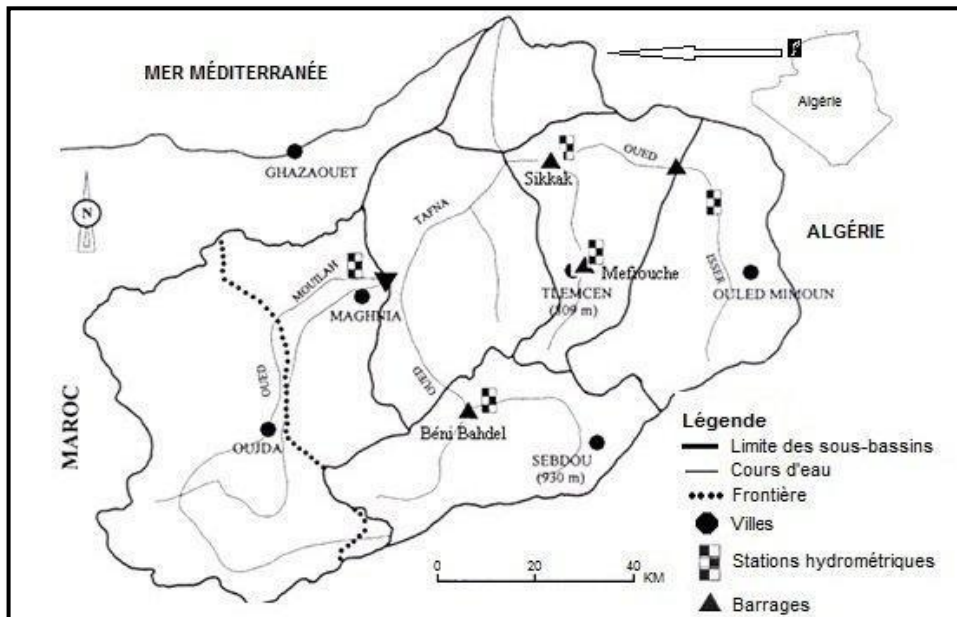 MER MÉDITERRANÉE
Algérie
GHAZAOUET
OUED
Sikkak
TAFNA
N
ALGÉRIE
ISSER
MOUILAH
Mefrouche
TLEMCEN
(809 m)
OULED MIMOUN
MAGHNIA
OUED
OUED
MAROC
Béni Bahdel
OUJDA
SEBDOU
(930 m)
Légende
Limite des sous-bassins
Cours d'eau
Frontière
Villes
Stations hydrométriques
Barrages
0 20 40
KM